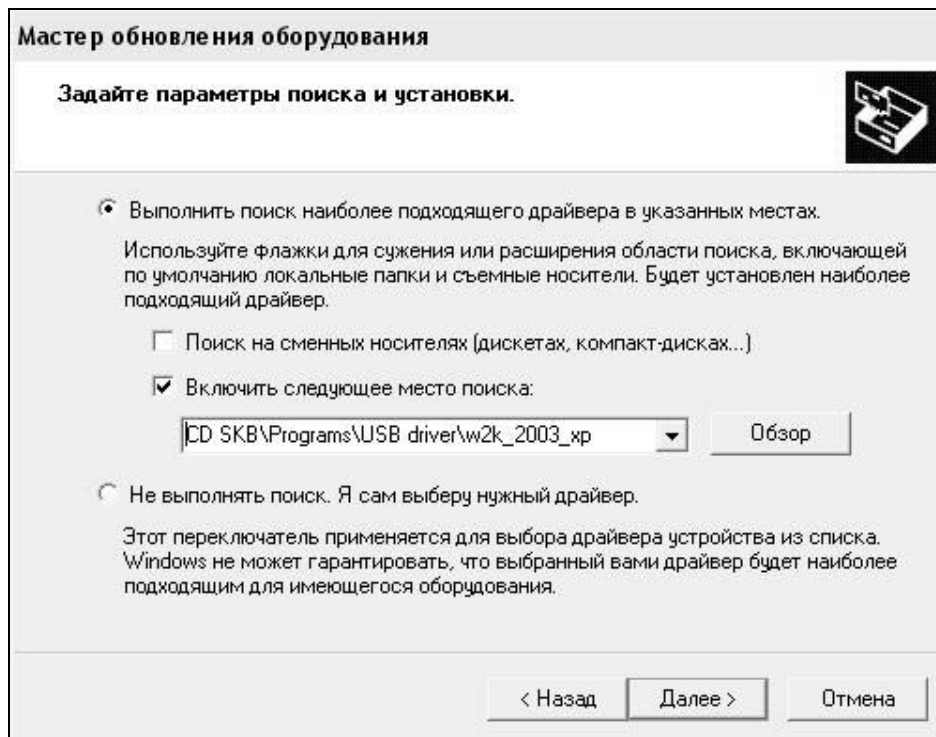 Мастер обновления оборудования
Задайте параметры поиска и установки.
Выполнить поиск наиболее подходящего драйвера в указанных местах.
Используйте флажки для сужения или расширения области поиска, включающей
по умолчанию локальные папки и съемные носители. Будет установлен наиболее
подходящий драйвер.
Поиск на сменных носителях (дискетах, компакт-дисках...)
Включить следующее место поиска:
CD SKB\Programs\USB driver\w2k_2003_xp
Обзор
Не выполнять поиск. Я сам выберу нужный драйвер.
Этот переключатель применяется для выбора драйвера устройства из списка.
Windows не может гарантировать, что выбранный вами драйвер будет наиболее
подходящим для имеющегося оборудования.
< Назад
Далее >
Отмена